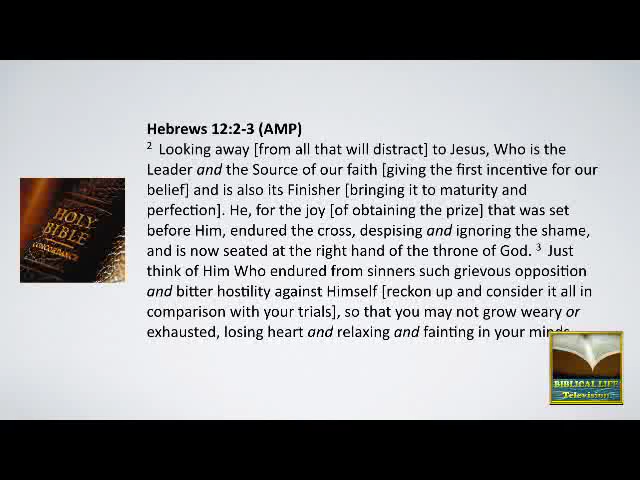 Hebrews 12:2-3 (AMP)
2 Looking away [from all that will distract] to Jesus, Who is the
Leader and the Source of our faith [giving the first incentive for our
belief] and is also its Finisher [bringing it to maturity and
perfection]. He, for the joy [of obtaining the prize] that was set
before Him, endured the cross, despising and ignoring the shame,
and is now seated at the right hand of the throne of God. 3 Just
think of Him Who endured from sinners such grievous opposition
and bitter hostility against Himself [reckon up and consider it all in
comparison with your trials], so that you may not grow weary or
exhausted, losing heart and relaxing and fainting in your minds
HOLY
BIBLE
CONCORDANCE
BIBLICAL LIFE
Television